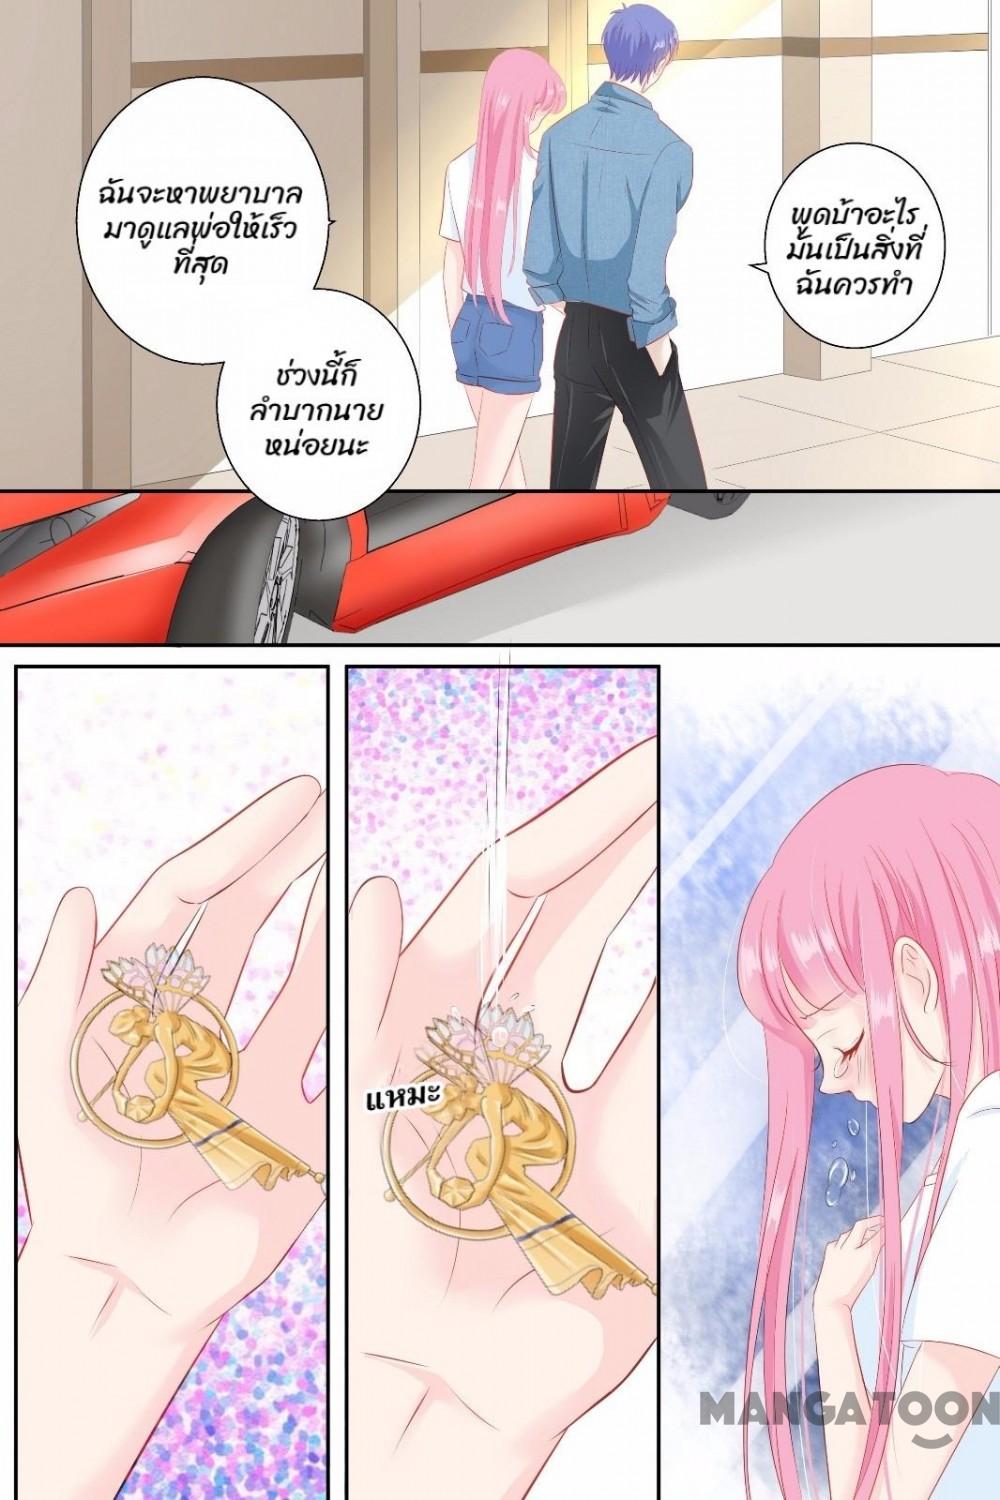 ฉันจะหาพยาบาล
มาดูแลพ่อให้เร็ว
ที่สุด
ช่วงนี้ก็
ลำบากนาย
หน่อยนะ
พูดบ้าอะไร
มันเป็นสิ่งที่
ฉันควรทำ
แหมะ
MANGATOON